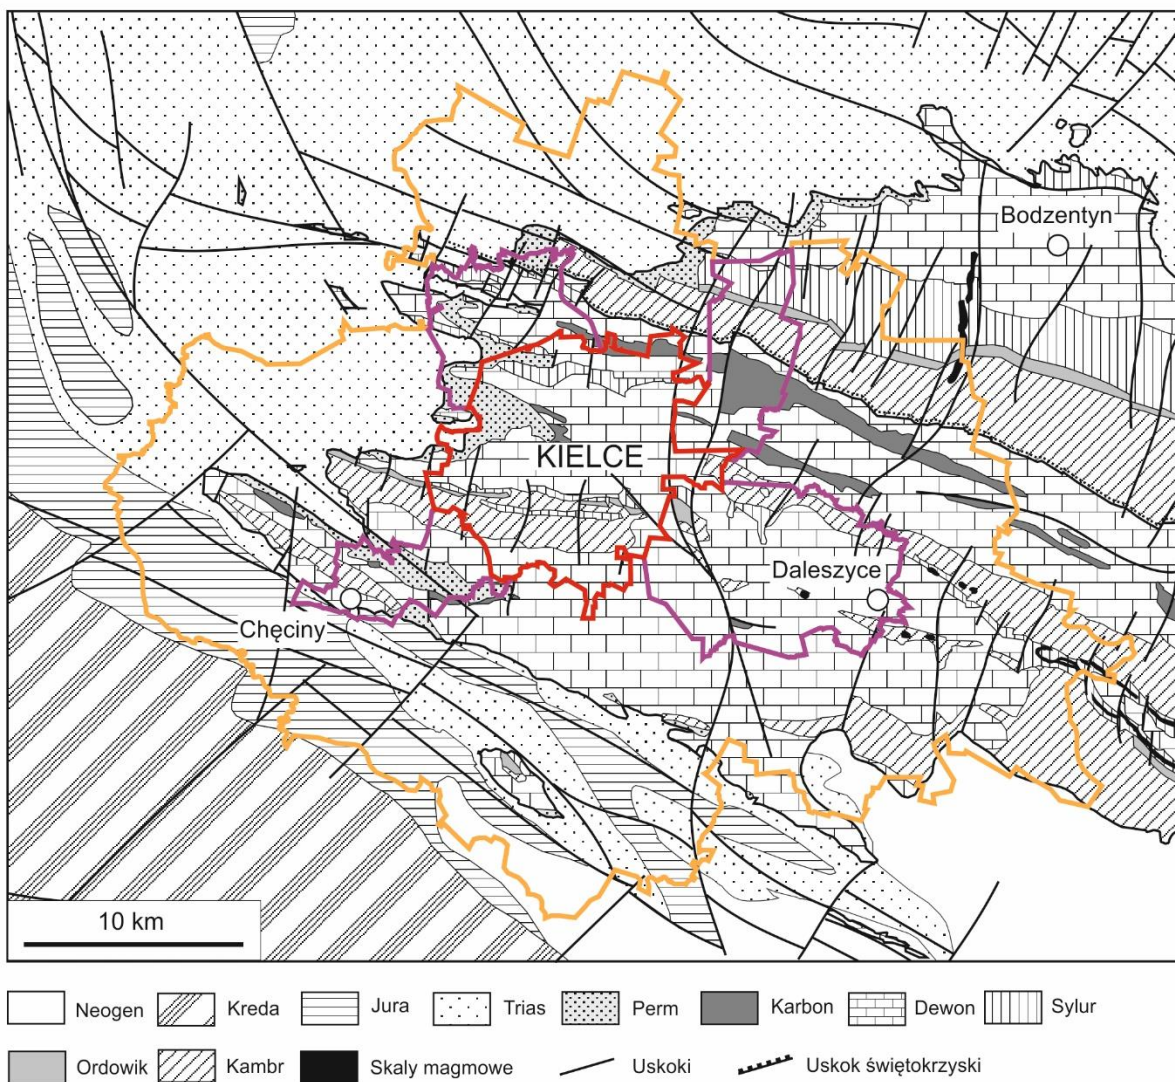 Bodzentyn
KIELCE
Daleszyce
Chęciny
10 km
Neogen Kreda Jura Trias Perm Karbon Dewon Sylur
Ordowik Kambr Skaly magmowe Uskoki Uskok świętokrzyski